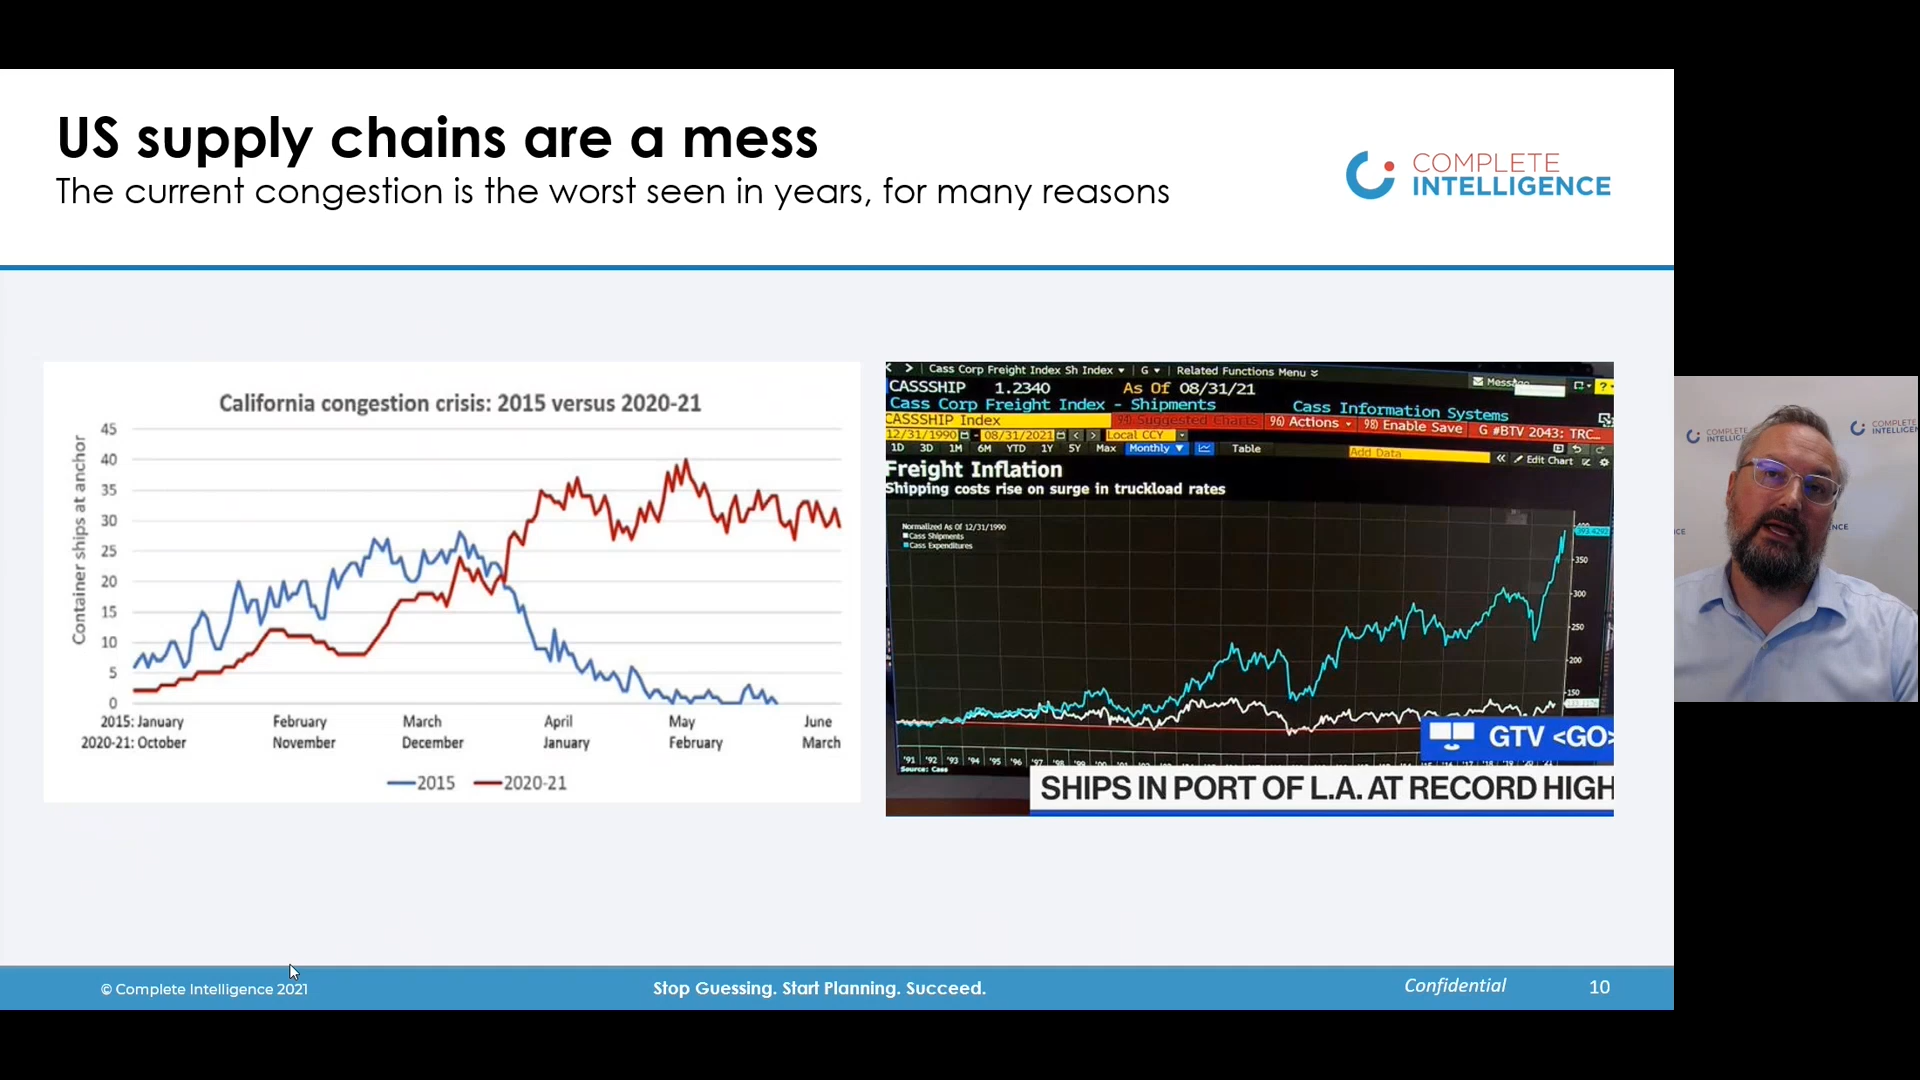 US supply chains are a mess
The current congestion is the worst seen in years, for many reasons
COMPLETE
INTELLIGENCE
California congestion crisis: 2015 versus 2020-21
Container ships at anchor
45
40
35
30
25
20
15
10
5
0
2015: January February March April May June
2020-21: October November December January February March
2015 2020-21
Cass Corp Freight Index Sh Index G Related Functions Menu
Message
CASSSHIP 1.2340 As Of 08/31/21
Cass Corp Freight Index - Shipments Cass Information Systems
CASSSHIP Index 94) Suggested Charts 96) Actions 98) Enable Save G #BTV 2043: TRC...
12/31/1990 - 08/31/2021 Local CCY
1D 3D 1M 6M YTD 1Y 5Y Max Monthly Table Add Data Edit Chart
Freight Inflation
Shipping costs rise on surge in truckload rates
Normalized As Of 12/31/1990
Cass Shipments
Cass Expenditures
350
300
250
200
150
'91 '92 '93 '94 '95 '96 '97 '98
Source: Cass
GTV <GO>
SHIPS IN PORT OF L.A. AT RECORD HIGH
© Complete Intelligence 2021
Stop Guessing. Start Planning. Succeed.
Confidential
10